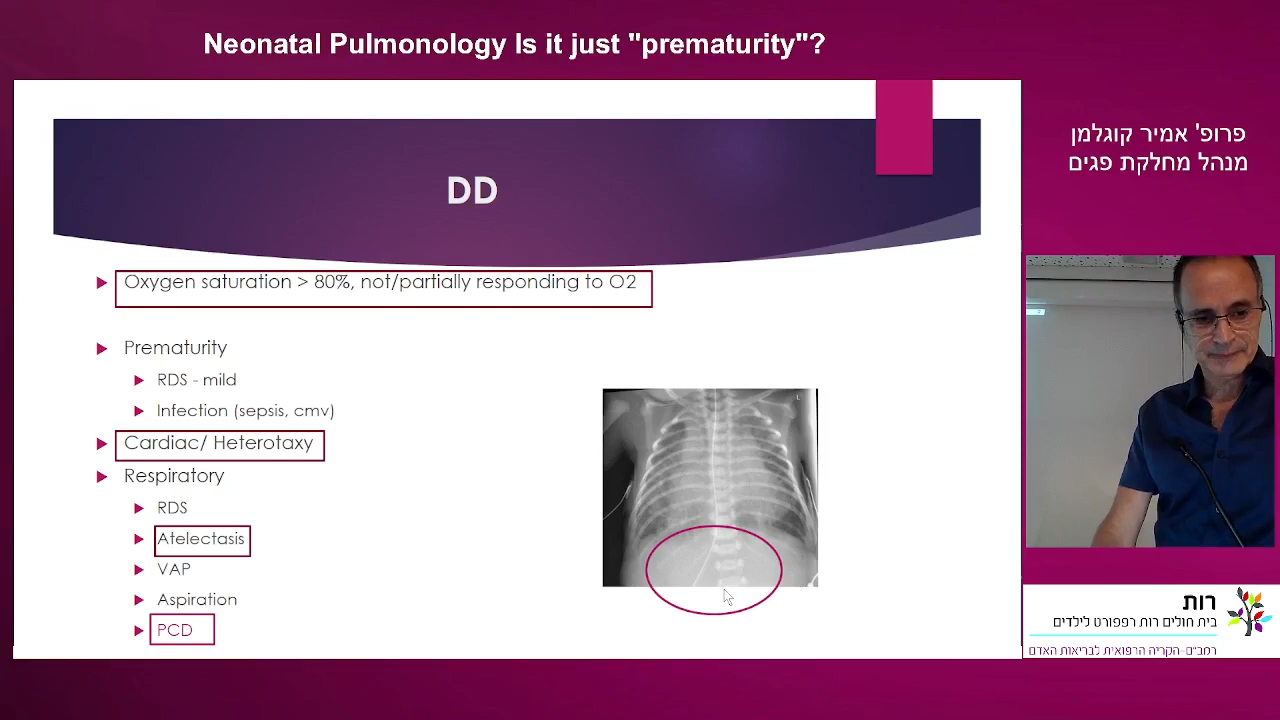 Neonatal Pulmonology Is it just "prematurity"?
DD
Oxygen saturation > 80%, not/partially responding to O2
Prematurity
RDS - mild
Infection (sepsis, cmv)
Cardiac/ Heterotaxy
Respiratory
RDS
Atelectasis
VAP
Aspiration
PCD
L
פרופ' אמיר קוגלמן
מנהל מחלקת פגים
רות
בית חולים רות רפפורט לילדים
רמב"ם-הקריה הרפואית לבריאות האדם